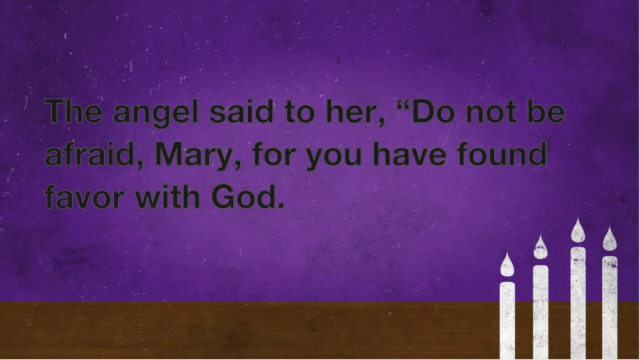 The angel said to her, “Do not be
afraid, Mary, for you have found
favor with God.